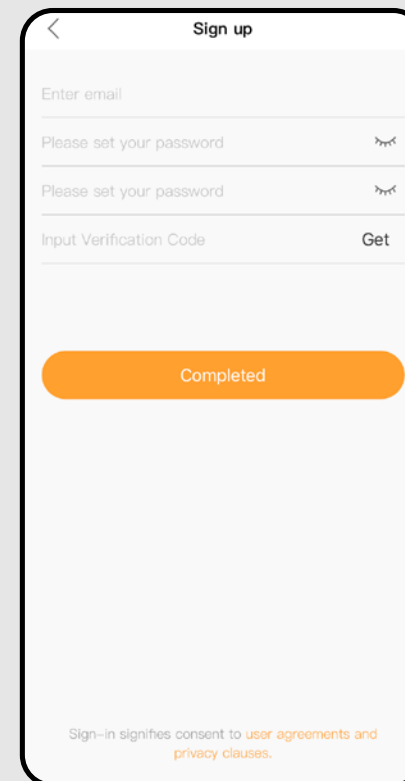 Sign up
Enter email
Please set your password
Please set your password
Input Verification Code Get
Completed
Sign-in signifies consent to user agreements and
privacy clauses.